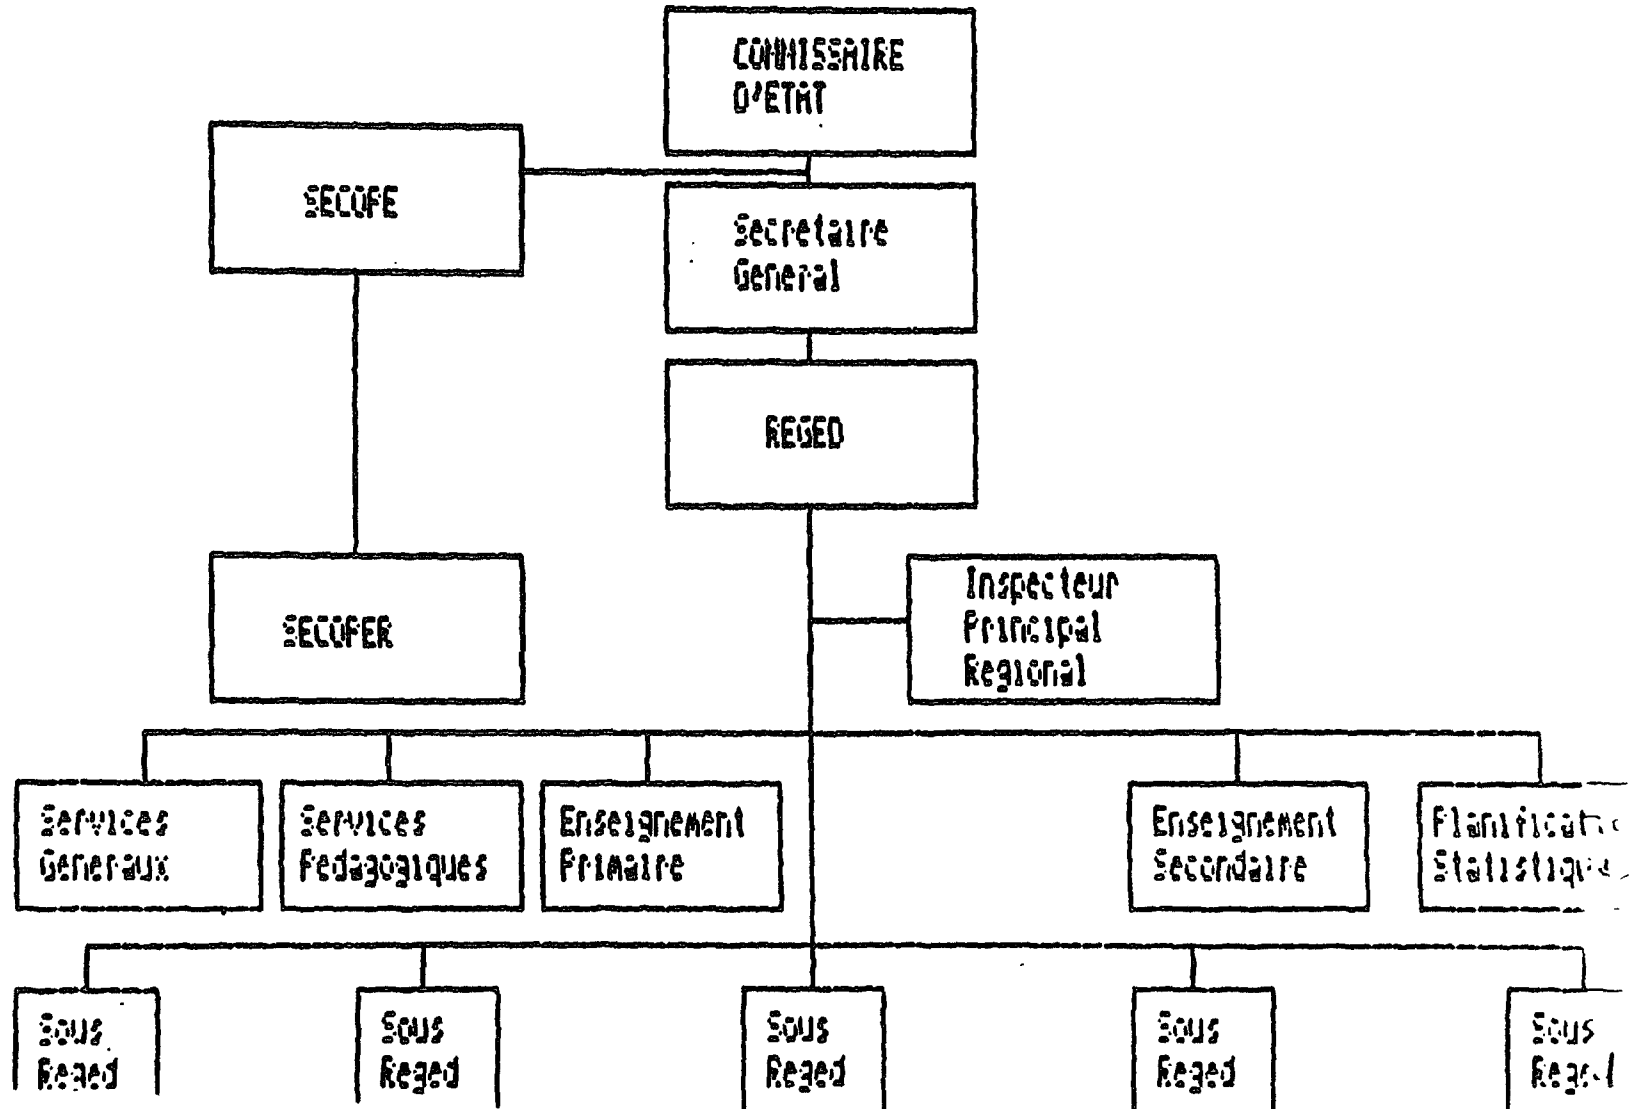 COMMISSAIRE
D'ETAT
SECOFE
Secretaire
General
REGED
SECOFER
Inspecteur
Principal
Regional
Services
Generaux
Services
Pedagogiques
Enseignement
Primaire
Enseignement
Secondaire
Sous
Reged
Sous
Reged
Sous
Reged
Sous
Reged
Sous